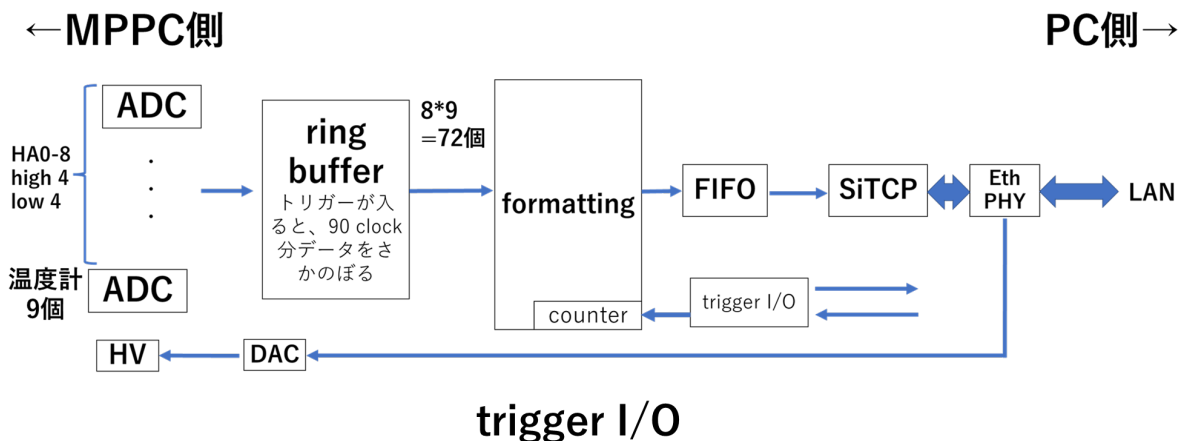 ←MPPC側
PC側→
ADC
・
・
・
HA0-8
high 4
low 4
温度計
9個
ADC
ring
buffer
トリガーが入
ると、90 clock
分データをさ
かのぼる
8*9
=72個
formatting
counter
FIFO
SiTCP
Eth
PHY
LAN
trigger I/O
HV
DAC
trigger I/O